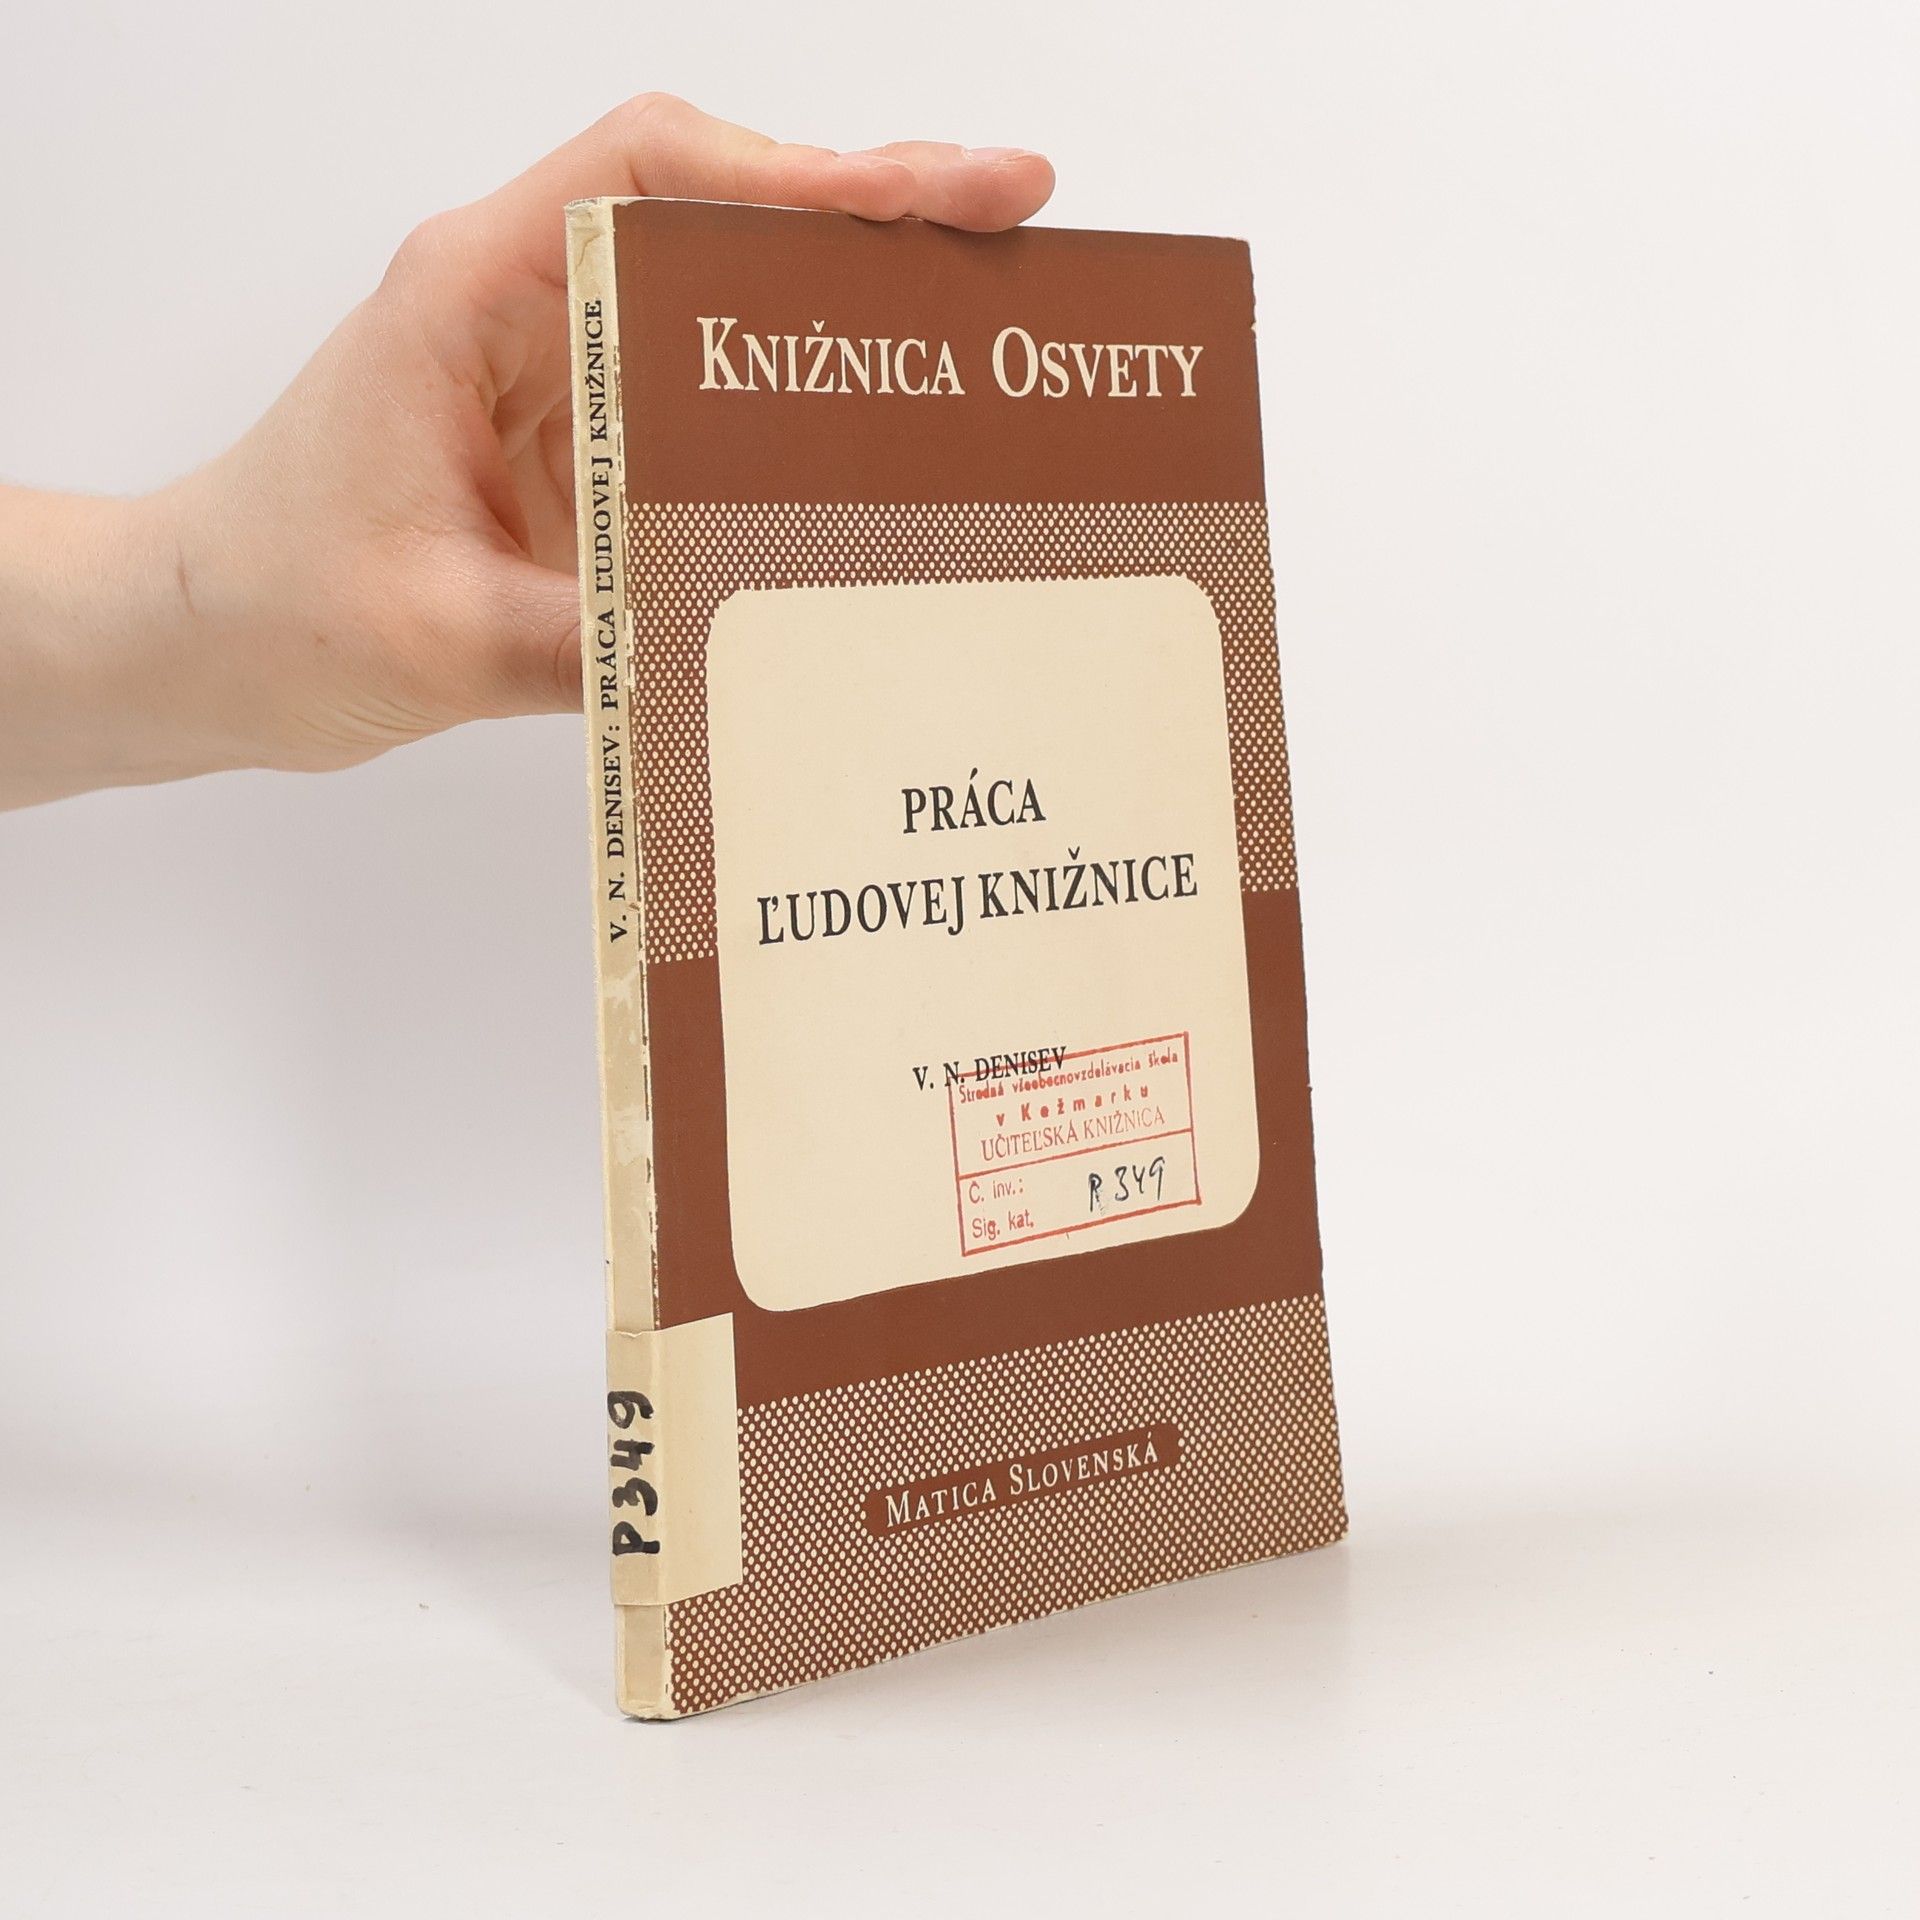 KNIŽNICA OSVETY
PRÁCA
ĽUDOVEJ KNIŽNICE
V. N. DENISEV
Stredná všeobecnovzdelávacia škola
v Kežmarku
UČITEĽSKÁ KNIŽNICA
Č. inv.:
Sig. kat.
P 349
MATICA SLOVENSKÁ
V. N. DENISEV: PRÁCA ĽUDOVEJ KNIŽNICE
P349